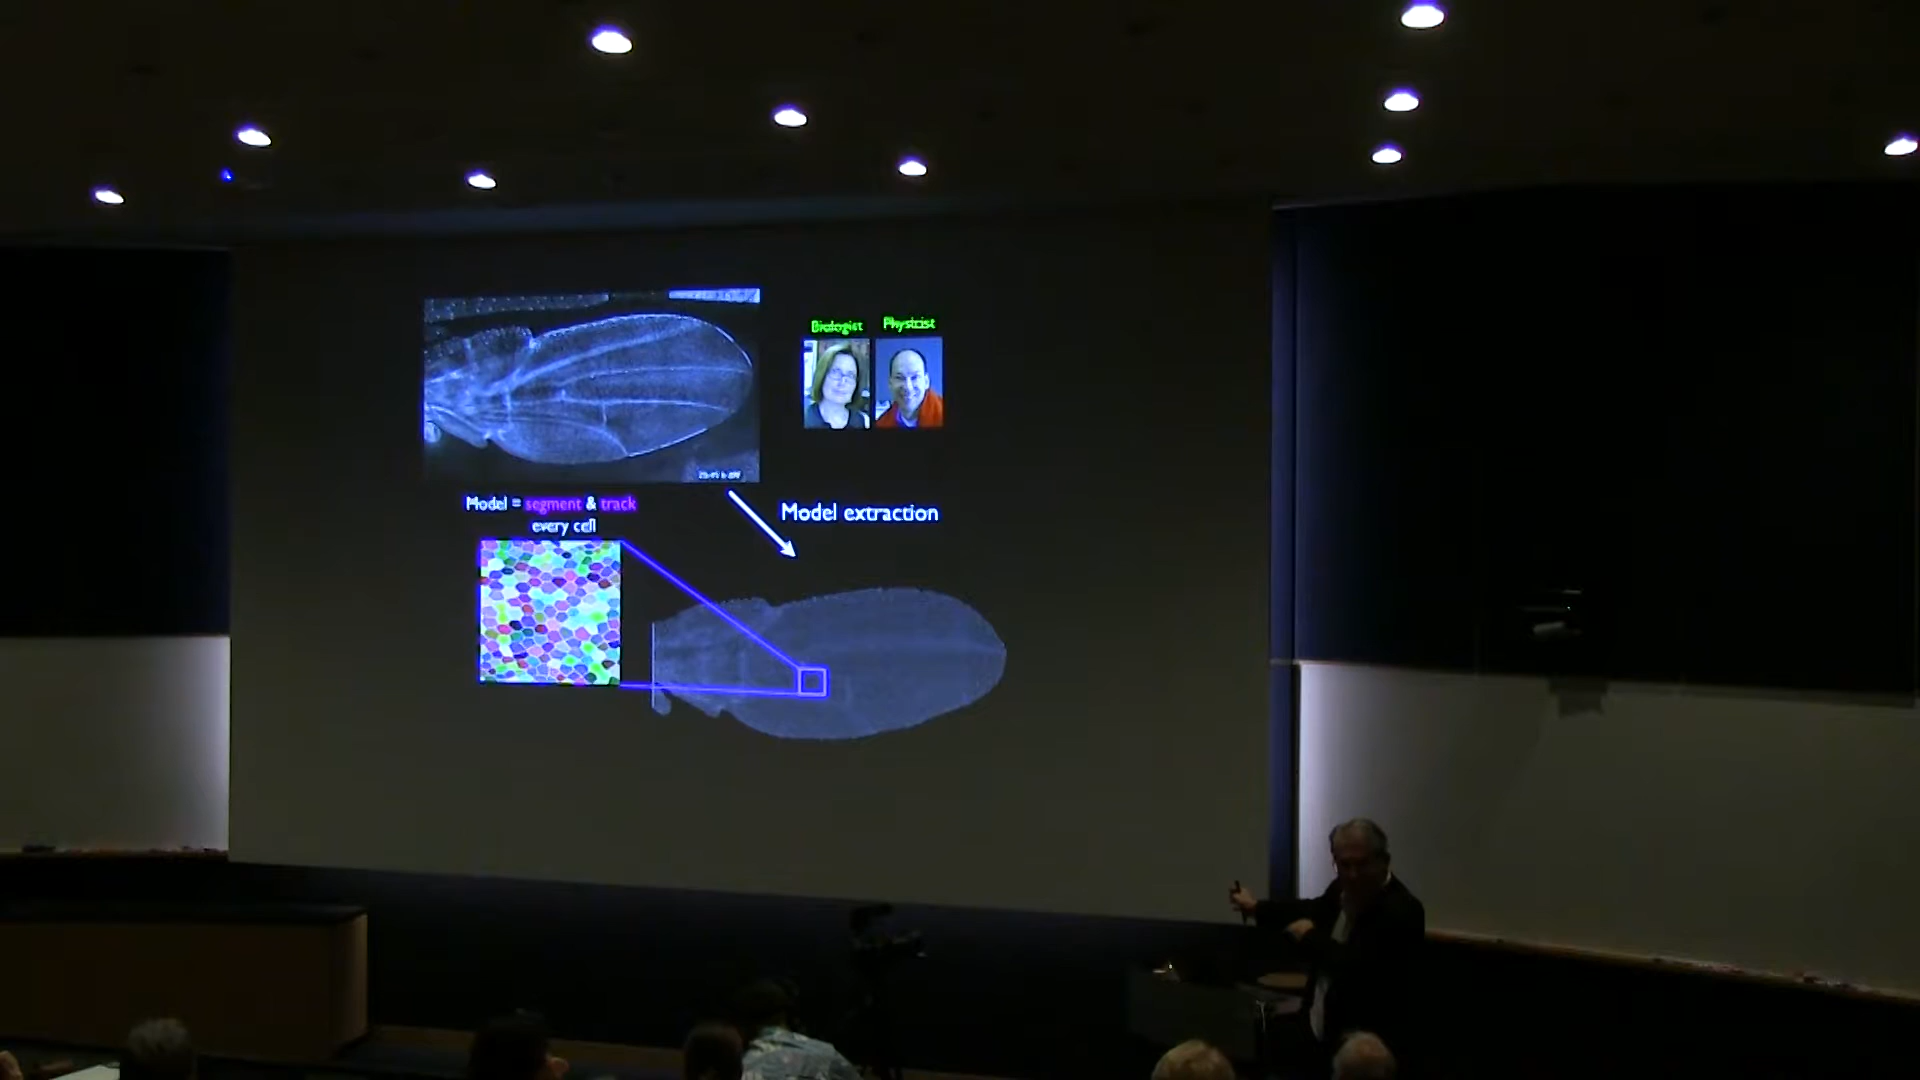 Biologist
Physicist
Model = segment & track
every cell
Model extraction